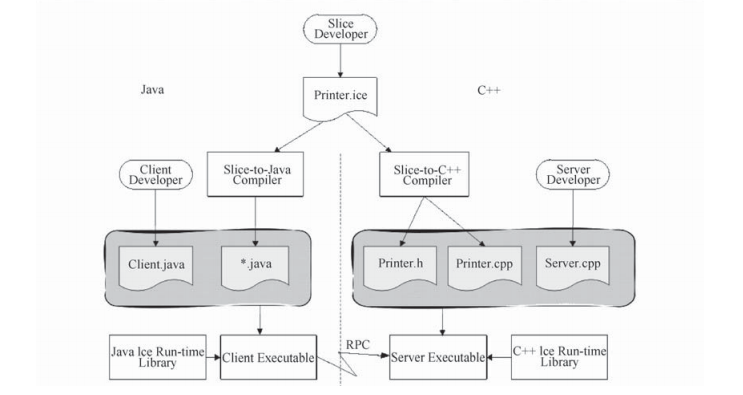 Slice
Developer
Java
Printer.ice
C++
Client
Developer
Slice-to-Java
Compiler
Slice-to-C++
Compiler
Server
Developer
Client.java
*.java
Printer.h
Printer.cpp
Server.cpp
Java Ice Run-time
Library
Client Executable
RPC
Server Executable
C++ Ice Run-time
Library